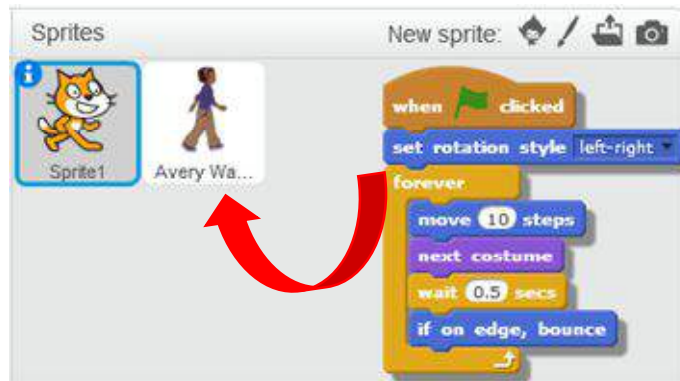 Sprites New sprite:
Sprite1 Avery Wa...
when clicked
set rotation style left-right
forever
move 10 steps
next costume
wait 0.5 secs
if on edge, bounce